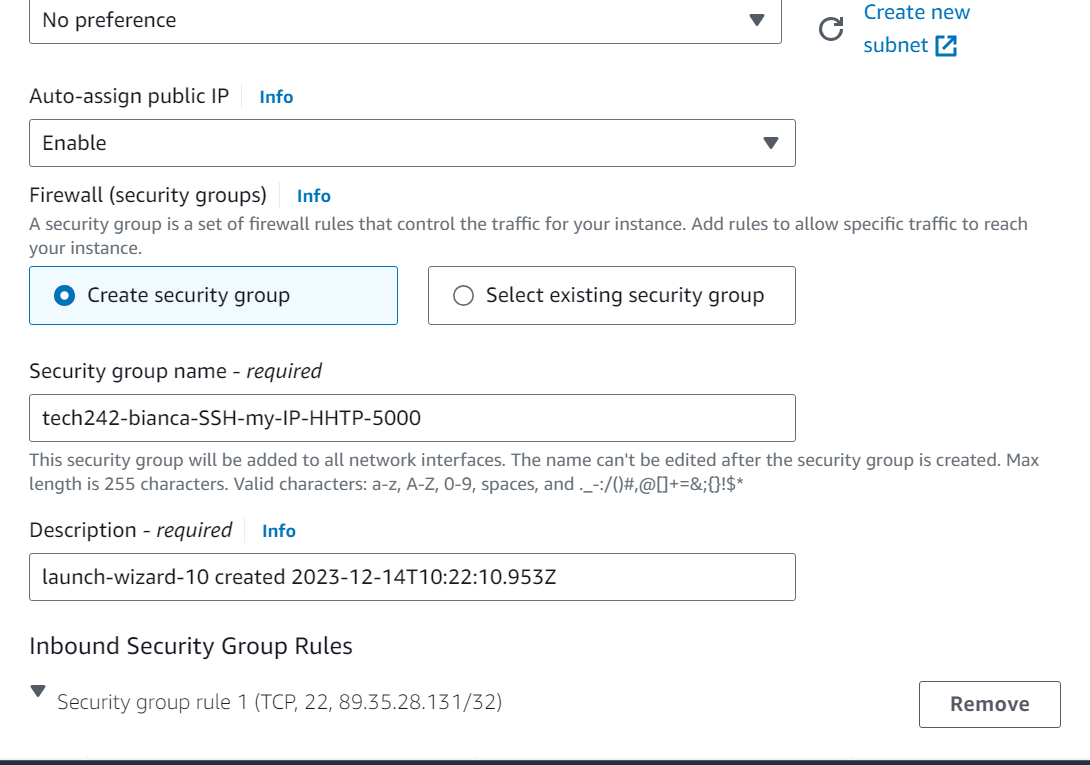 No preference
Create new
subnet
Auto-assign public IP Info
Enable
Firewall (security groups) Info
A security group is a set of firewall rules that control the traffic for your instance. Add rules to allow specific traffic to reach
your instance.
Create security group Select existing security group
Security group name - required
tech242-bianca-SSH-my-IP-HHTP-5000
This security group will be added to all network interfaces. The name can't be edited after the security group is created. Max
length is 255 characters. Valid characters: a-z, A-Z, 0-9, spaces, and ._-:/()#,@[]+=&;{}!$*
Description - required Info
launch-wizard-10 created 2023-12-14T10:22:10.953Z
Inbound Security Group Rules
Security group rule 1 (TCP, 22, 89.35.28.131/32) Remove